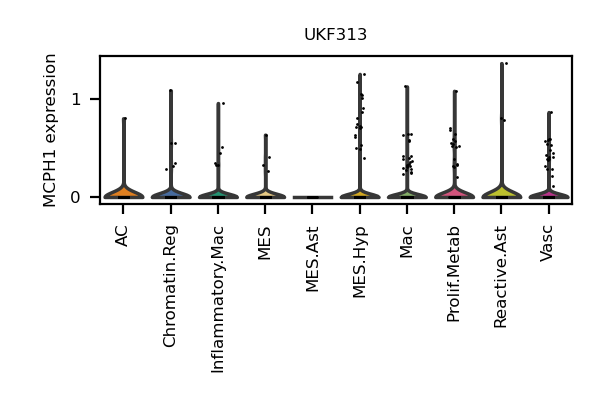 UKF313
MCPH1 expression
1
0
AC
Chromatin.Reg
Inflammatory.Mac
MES
MES.Ast
MES.Hyp
Mac
Prolif.Metab
Reactive.Ast
Vasc